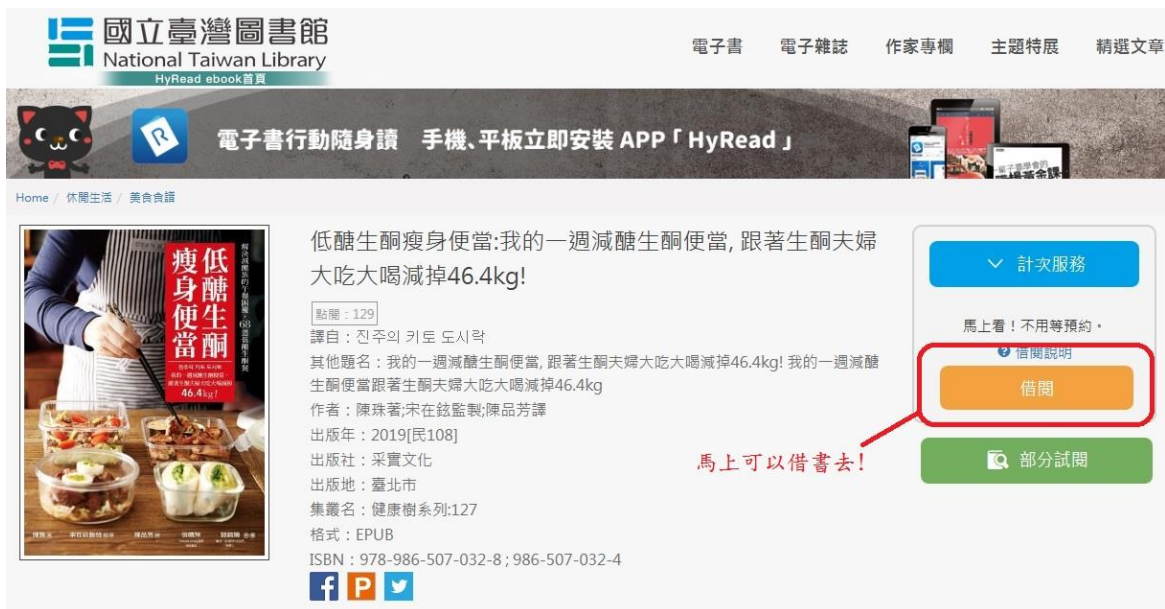 國立臺灣圖書館
National Taiwan Library
HyRead ebook首頁
電子書 電子雜誌 作家專欄 主題特展 精選文章
電子書行動隨身讀 手機、平板立即安裝 APP「HyRead」
Home / 休閒生活 / 美食食譜
低醣生酮
瘦身便當
46.4kg!
低醣生酮瘦身便當:我的一週減醣生酮便當, 跟著生酮夫婦
大吃大喝減掉46.4kg!
點閱：129
譯自：진주의 키토 도시락
其他題名：我的一週減醣生酮便當, 跟著生酮夫婦大吃大喝減掉46.4kg! 我的一週減醣
生酮便當跟著生酮夫婦大吃大喝減掉46.4kg
作者：陳珠著;宋在鉉監製;陳品芳譯
出版年：2019[民108]
出版社：采實文化
出版地：臺北市
集叢名：健康樹系列:127
格式：EPUB
ISBN：978-986-507-032-8 ; 986-507-032-4
計次服務
馬上看！不用等預約。
借閱說明
借閱
馬上可以借書去!
部分試閱